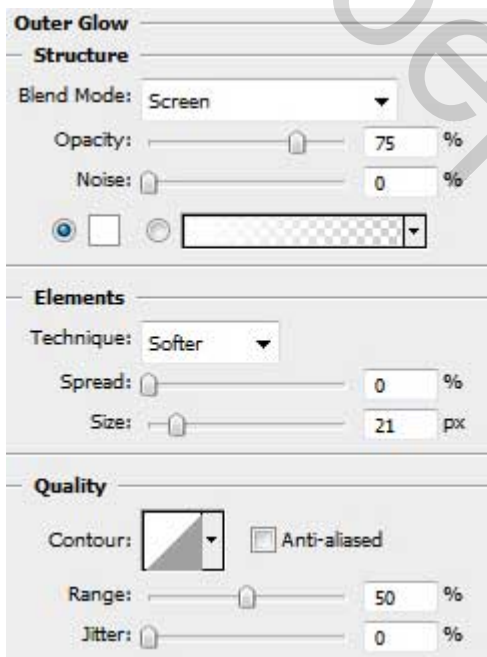 Outer Glow
Structure
Blend Mode: Screen
Opacity: 75 %
Noise: 0 %
Elements
Technique: Softer
Spread: 0 %
Size: 21 px
Quality
Contour: Anti-aliased
Range: 50 %
Jitter: 0 %